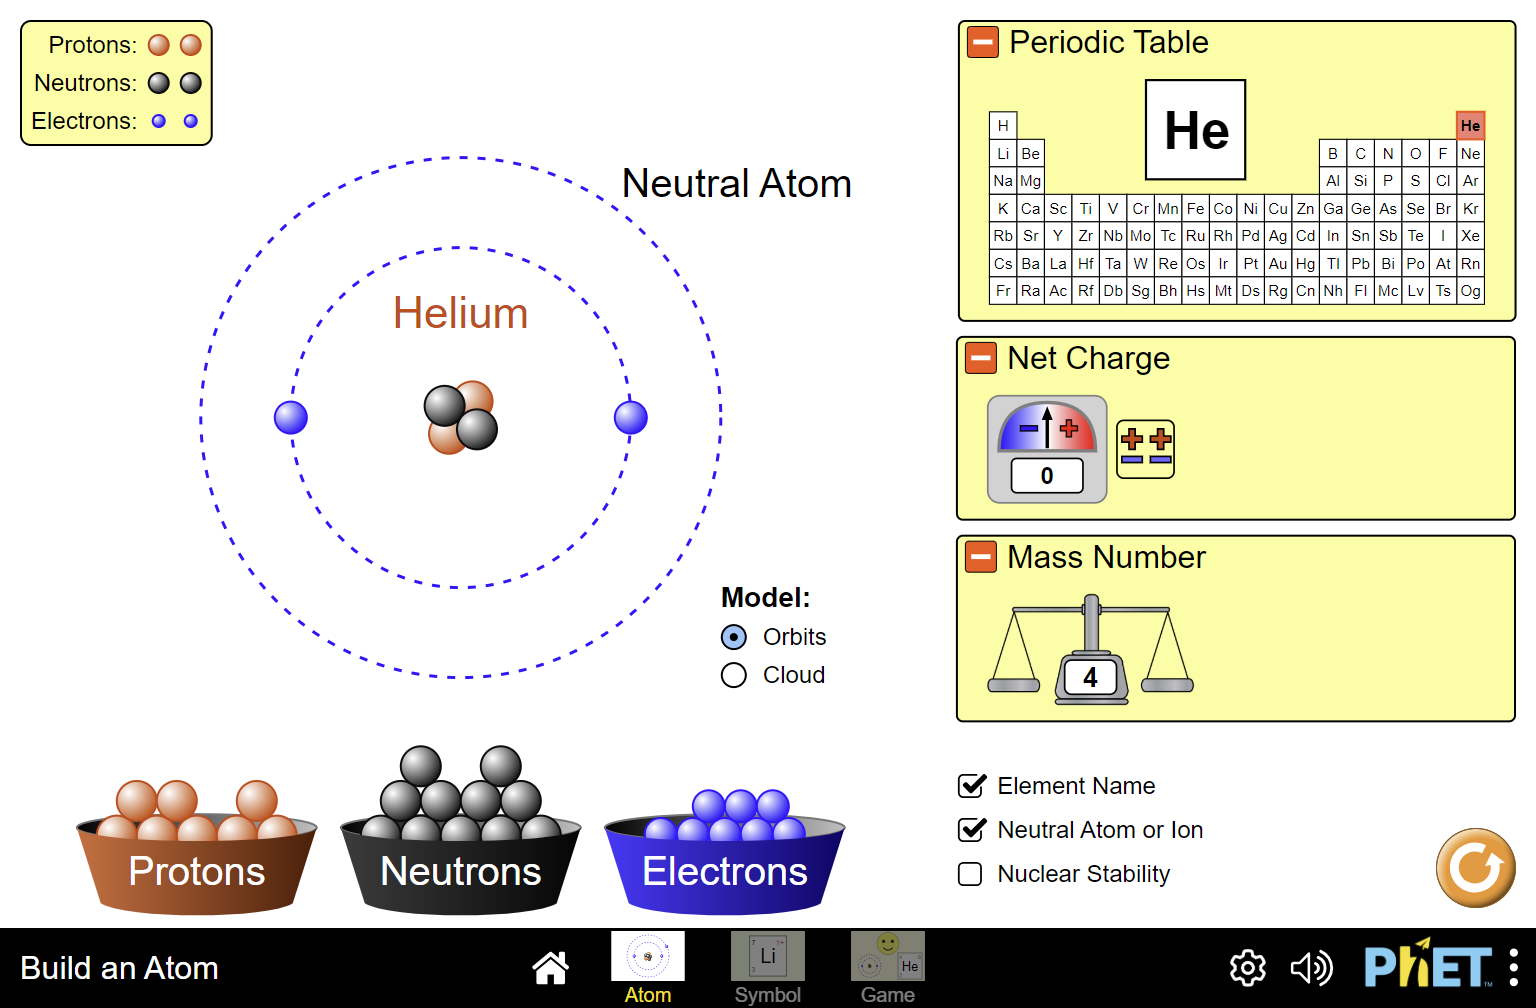 Protons:
Neutrons:
Electrons:
Neutral Atom
Helium
Model:
Orbits
Cloud
Protons
Neutrons
Electrons
Periodic Table
He
H He
Li Be B C N O F Ne
Na Mg Al Si P S Cl Ar
K Ca Sc Ti V Cr Mn Fe Co Ni Cu Zn Ga Ge As Se Br Kr
Rb Sr Y Zr Nb Mo Tc Ru Rh Pd Ag Cd In Sn Sb Te I Xe
Cs Ba La Hf Ta W Re Os Ir Pt Au Hg Tl Pb Bi Po At Rn
Fr Ra Ac Rf Db Sg Bh Hs Mt Ds Rg Cn Nh Fl Mc Lv Ts Og
Net Charge
0
Mass Number
4
Element Name
Neutral Atom or Ion
Nuclear Stability
Build an Atom
Atom
7 1+
Li
3
Symbol
He
Game
PhET